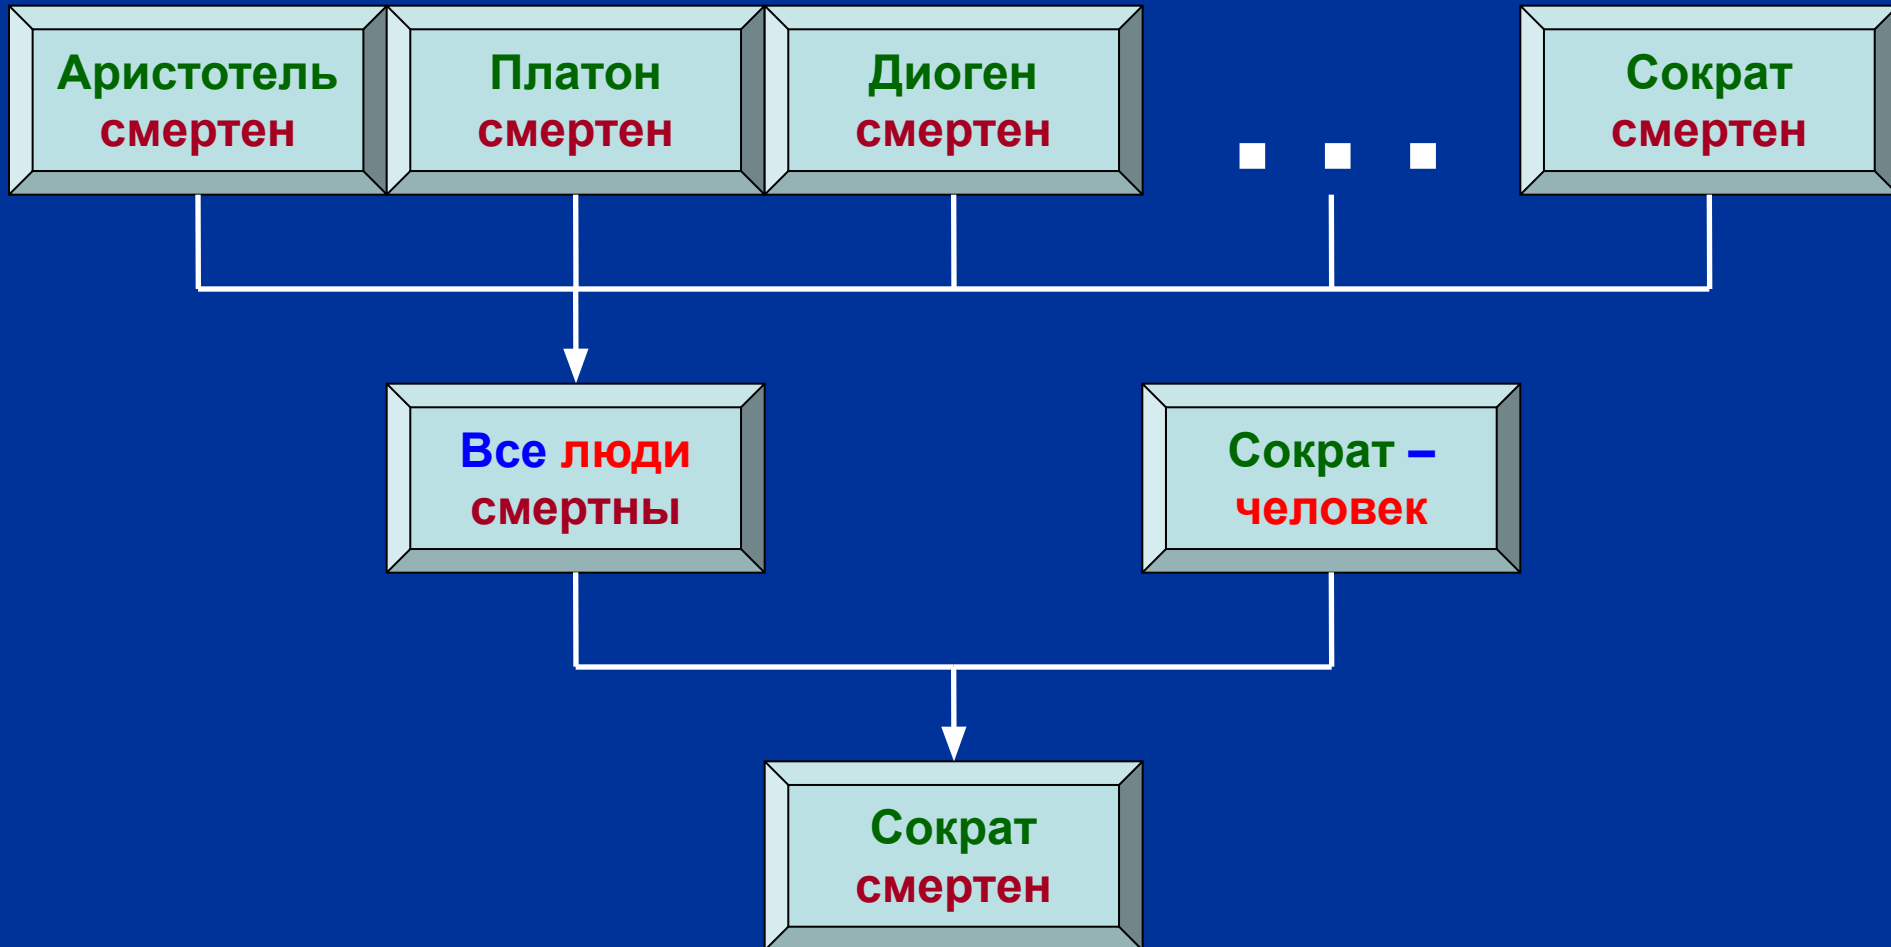 Аристотель
смертен
Платон
смертен
Диоген
смертен
. . .
Сократ
смертен
Все люди
смертны
Сократ –
человек
Сократ
смертен